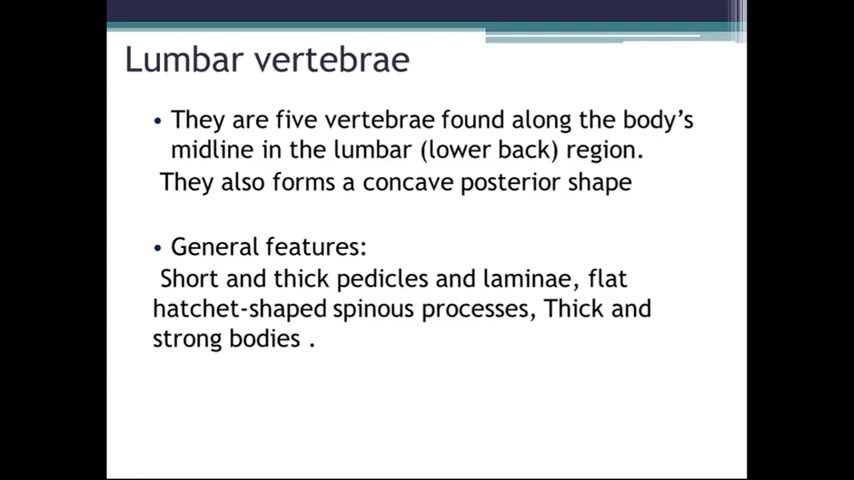 Lumbar vertebrae
• They are five vertebrae found along the body’s
midline in the lumbar (lower back) region.
They also forms a concave posterior shape
• General features:
Short and thick pedicles and laminae, flat
hatchet-shaped spinous processes, Thick and
strong bodies .